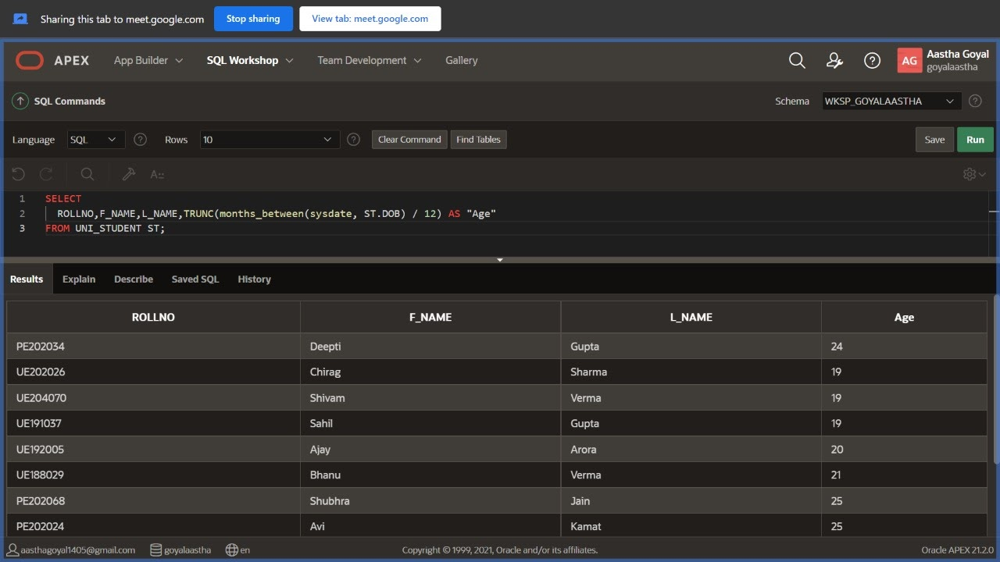 Sharing this tab to meet.google.com Stop sharing View tab: meet.google.com
APEX App Builder SQL Workshop Team Development Gallery AG Aastha Goyal
goyalaastha
SQL Commands Schema WKSP_GOYALAASTHA
Language SQL Rows 10 Clear Command Find Tables Save Run
A::
1 SELECT
2 ROLLNO,F_NAME,L_NAME,TRUNC(months_between(sysdate, ST.DOB) / 12) AS "Age"
3 FROM UNI_STUDENT ST;
Results Explain Describe Saved SQL History
ROLLNO F_NAME L_NAME Age
PE202034 Deepti Gupta 24
UE202026 Chirag Sharma 19
UE204070 Shivam Verma 19
UE191037 Sahil Gupta 19
UE192005 Ajay Arora 20
UE188029 Bhanu Verma 21
PE202068 Shubhra Jain 25
PE202024 Avi Kamat 25
aasthagoyal1405@gmail.com goyalaastha en Copyright © 1999, 2021, Oracle and/or its affiliates. Oracle APEX 21.2.0